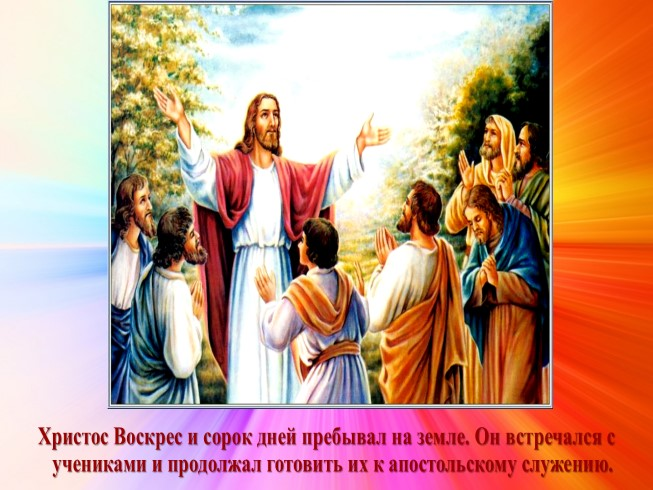 Христос Воскрес и сорок дней пребывал на земле. Он встречался с
учениками и продолжал готовить их к апостольскому служению.